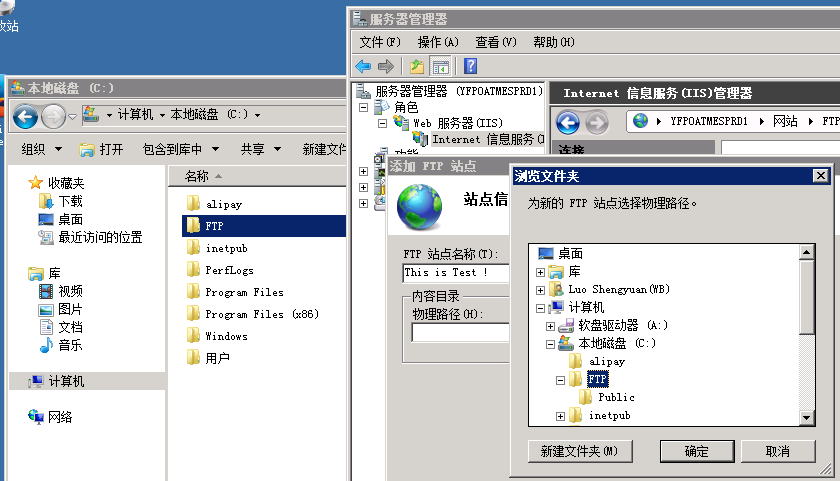 收站
本地磁盘 (C:)
计算机 本地磁盘 (C:)
组织 打开 包含到库中 共享 新建文件
收藏夹
下载
桌面
最近访问的位置
库
视频
图片
文档
音乐
计算机
网络
名称
alipay
FTP
inetpub
PerfLogs
Program Files
Program Files (x86)
Windows
用户
服务器管理器
文件(F) 操作(A) 查看(V) 帮助(H)
服务器管理器 (YFPOATMESPRD1)
角色
Web 服务器(IIS)
Internet 信息服务(I
功能
Internet 信息服务(IIS)管理器
YFPOATMESPRD1 网站 FTP
连接
添加 FTP 站点
站点信
FTP 站点名称(T):
This is Test !
内容目录
物理路径(H):
浏览文件夹
为新的 FTP 站点选择物理路径。
桌面
库
Luo Shengyuan(WB)
计算机
软盘驱动器 (A:)
本地磁盘 (C:)
alipay
FTP
Public
inetpub
新建文件夹(M) 确定 取消